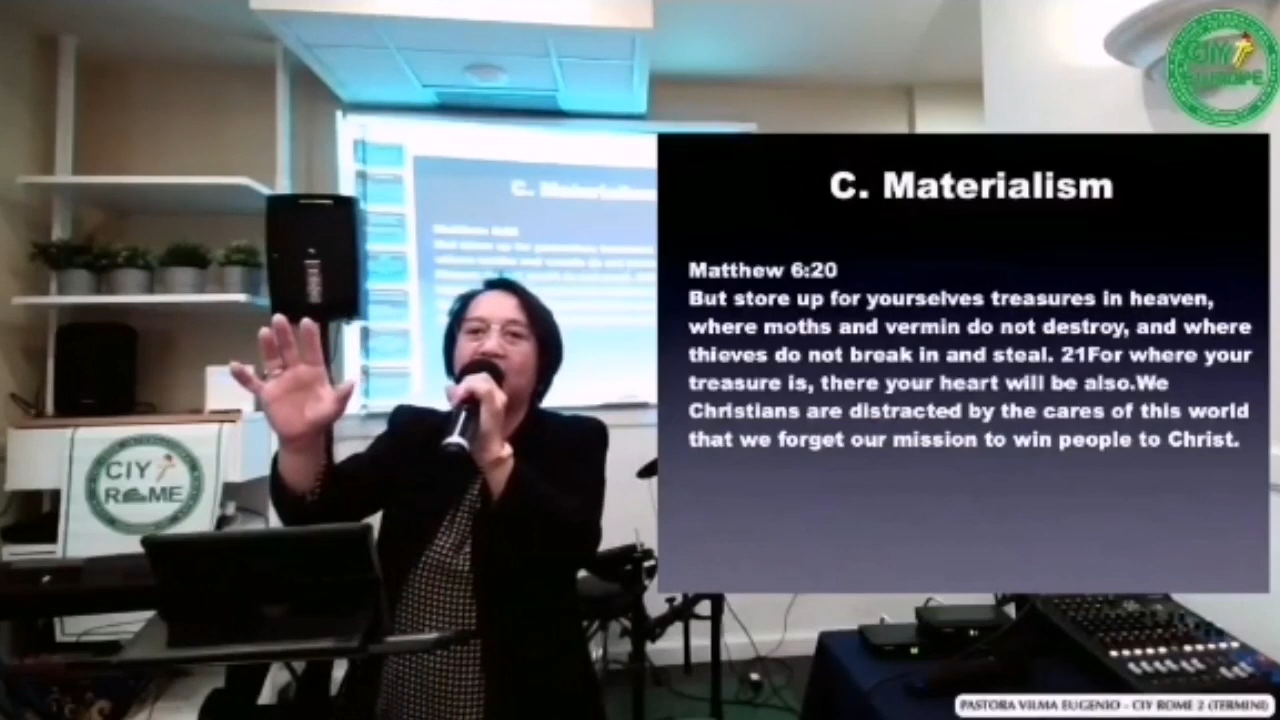 CIY
EUROPE
C. Materialism
C. Materialism
Matthew 6:20
But store up for yourselves treasures in heaven,
where moths and vermin do not destroy, and where
thieves do not break in and steal. 21For where your
treasure is, there your heart will be also.We
Christians are distracted by the cares of this world
that we forget our mission to win people to Christ.
CIY
ROME
PASTORA VILMA EUGENIO - CIY ROME 2 (TERMINI)